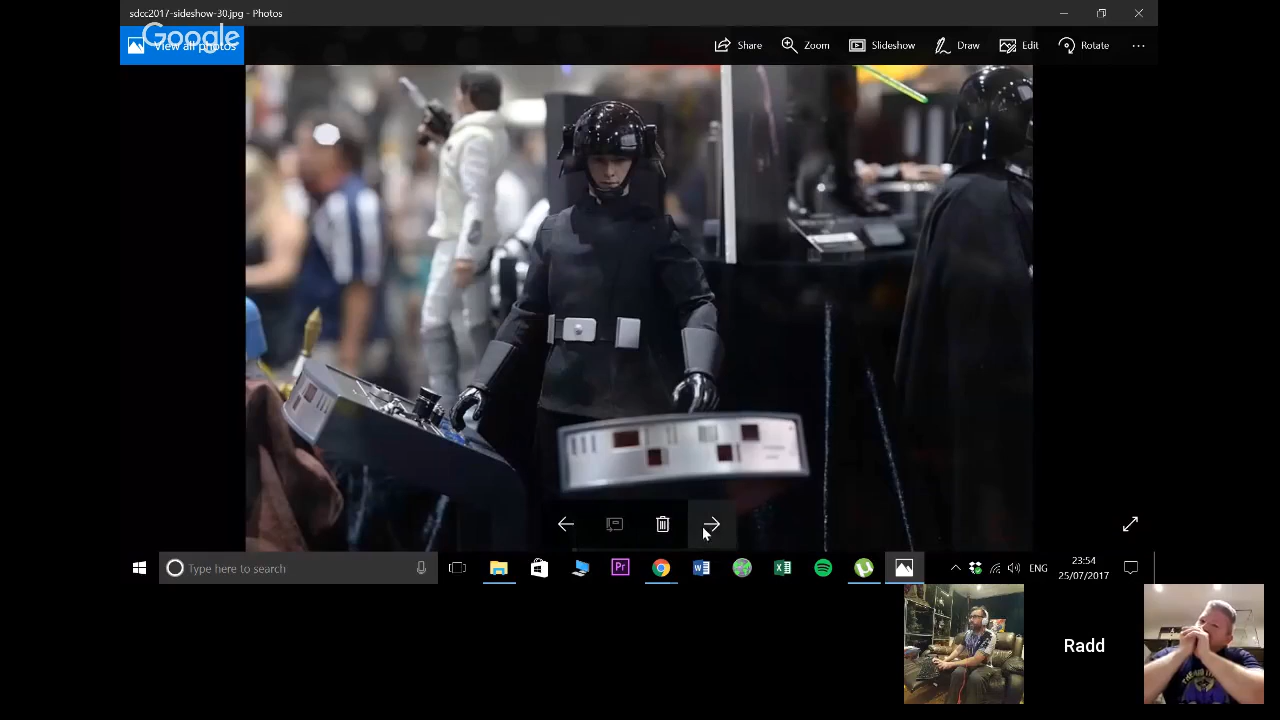 sdcc2017-sideshow-30.jpg - Photos
Google
View all photos
Share
Zoom
Slideshow
Draw
Edit
Rotate
Type here to search
Pr
ENG
23:54
25/07/2017
Radd